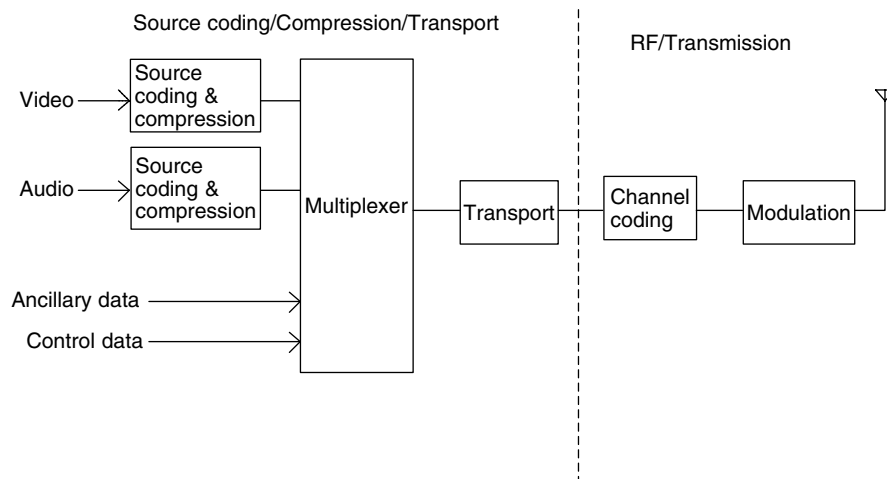 Source coding/Compression/Transport
RF/Transmission
Video
Source
coding &
compression
Audio
Source
coding &
compression
Multiplexer
Transport
Channel
coding
Modulation
Ancillary data
Control data